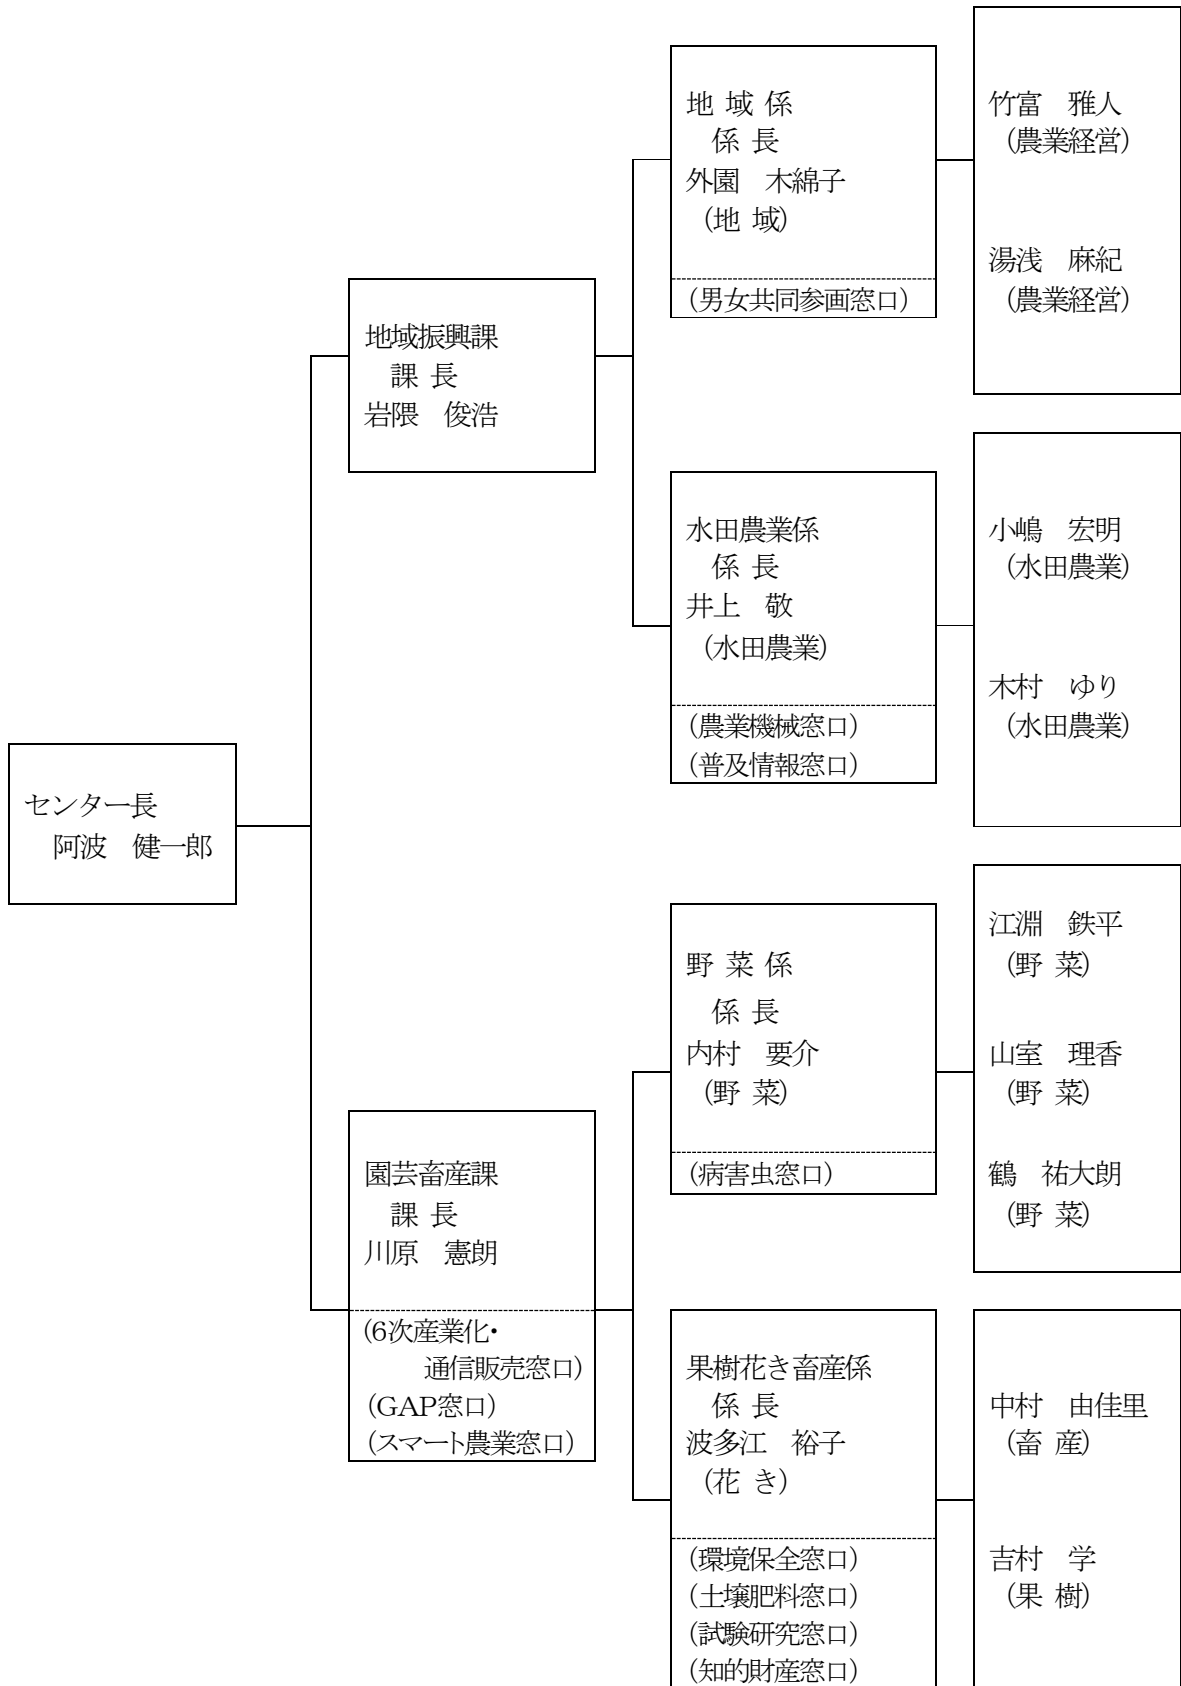 センター長
阿波　健一郎
地域振興課
課 長
岩隈　俊浩
地 域 係
係 長
外園　木綿子
（地 域）
（男女共同参画窓口）
竹富　雅人
（農業経営）
湯浅　麻紀
（農業経営）
水田農業係
係 長
井上　敬
（水田農業）
（農業機械窓口）
（普及情報窓口）
小嶋　宏明
（水田農業）
木村　ゆり
（水田農業）
園芸畜産課
課 長
川原　憲朗
（6次産業化・
通信販売窓口）
（GAP窓口）
（スマート農業窓口）
野 菜 係
係 長
内村　要介
（野 菜）
（病害虫窓口）
江淵　鉄平
（野 菜）
山室　理香
（野 菜）
鶴　祐大朗
（野 菜）
果樹花き畜産係
係 長
波多江　裕子
（花 き）
（環境保全窓口）
（土壌肥料窓口）
（試験研究窓口）
（知的財産窓口）
中村　由佳里
（畜 産）
吉村　学
（果 樹）